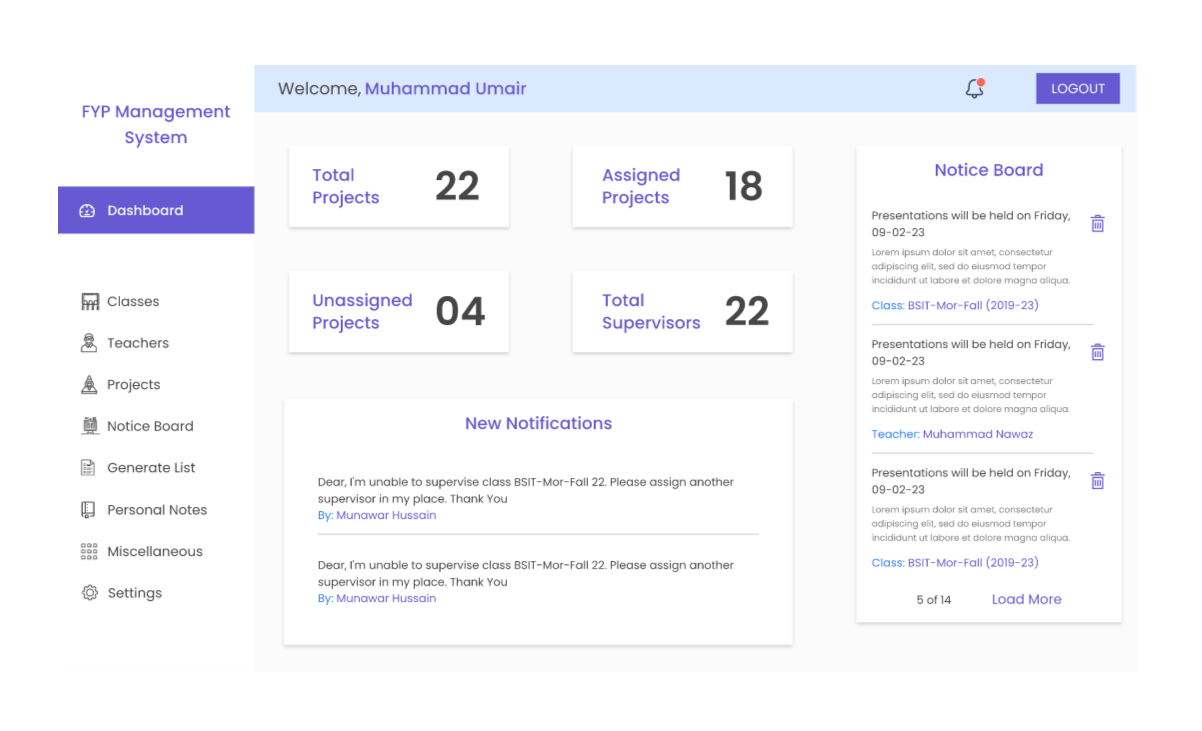 FYP Management
System
Dashboard
Classes
Teachers
Projects
Notice Board
Generate List
Personal Notes
Miscellaneous
Settings
Welcome, Muhammad Umair
LOGOUT
Total
Projects
22
Assigned
Projects
18
Unassigned
Projects
04
Total
Supervisors
22
New Notifications
Dear, I'm unable to supervise class BSIT-Mor-Fall 22. Please assign another
supervisor in my place. Thank You
By: Munawar Hussain
Dear, I'm unable to supervise class BSIT-Mor-Fall 22. Please assign another
supervisor in my place. Thank You
By: Munawar Hussain
Notice Board
Presentations will be held on Friday,
09-02-23
Lorem ipsum dolor sit amet, consectetur
adipiscing elit, sed do eiusmod tempor
incididunt ut labore et dolore magna aliqua.
Class: BSIT-Mor-Fall (2019-23)
Presentations will be held on Friday,
09-02-23
Lorem ipsum dolor sit amet, consectetur
adipiscing elit, sed do eiusmod tempor
incididunt ut labore et dolore magna aliqua.
Teacher: Muhammad Nawaz
Presentations will be held on Friday,
09-02-23
Lorem ipsum dolor sit amet, consectetur
adipiscing elit, sed do eiusmod tempor
incididunt ut labore et dolore magna aliqua.
Class: BSIT-Mor-Fall (2019-23)
5 of 14
Load More